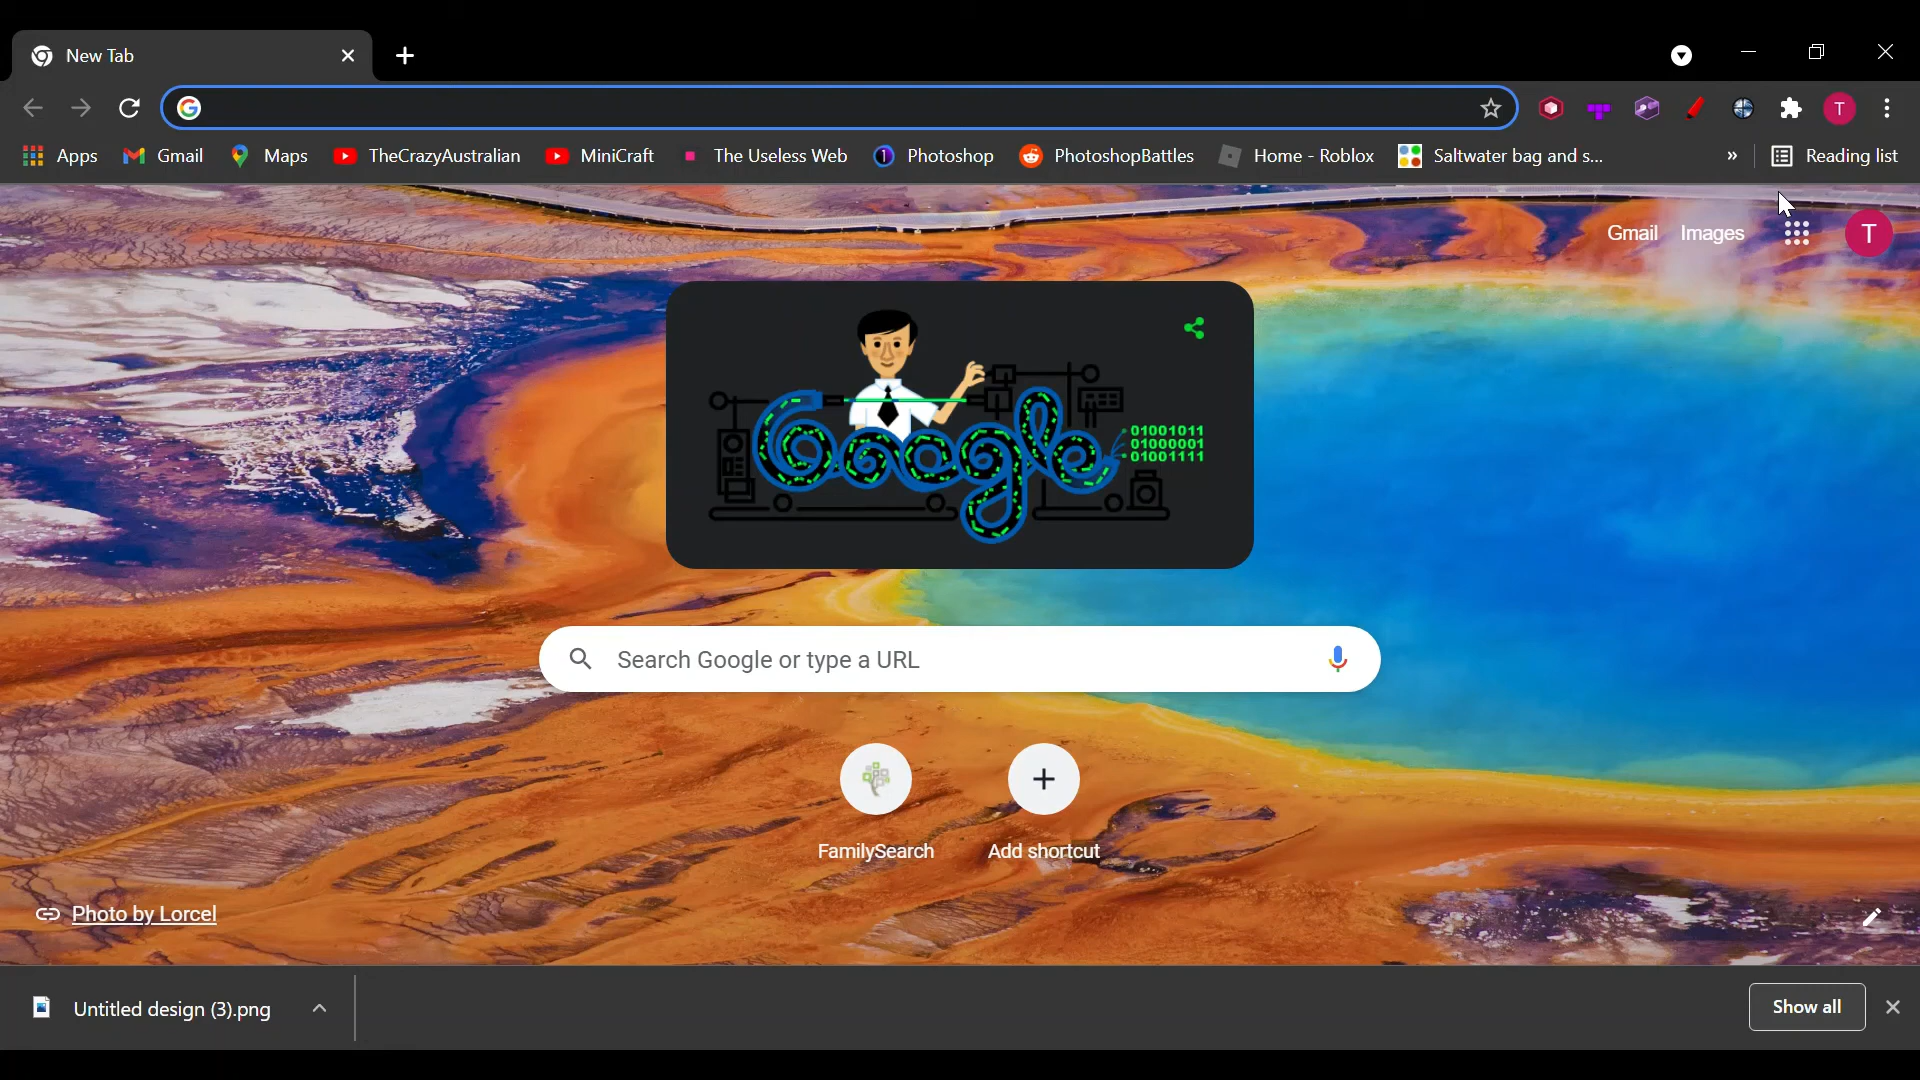 New Tab
Apps Gmail Maps TheCrazyAustralian MiniCraft The Useless Web Photoshop PhotoshopBattles Home - Roblox Saltwater bag and s... » Reading list
T
Gmail Images T
Google
01001011
01000001
01001111
Search Google or type a URL
FamilySearch Add shortcut
Photo by Lorcel
Untitled design (3).png Show all